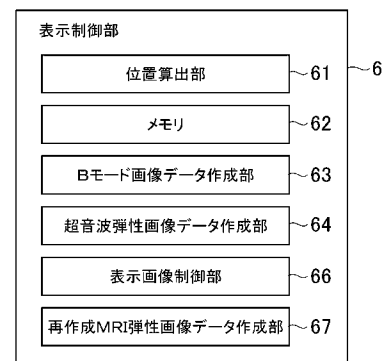 表示制御部
6
位置算出部 61
メモリ 62
Bモード画像データ作成部 63
超音波弾性画像データ作成部 64
表示画像制御部 66
再作成MRI弾性画像データ作成部 67